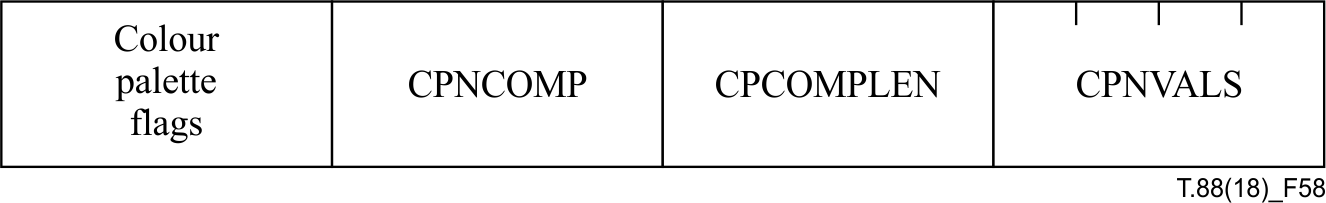 Colour
palette
flags
CPNCOMP
CPCOMPLEN
CPNVALS
T.88(18)_F58